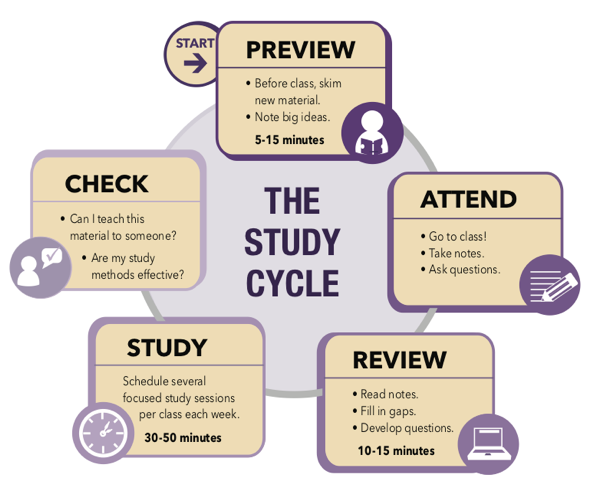 START
PREVIEW
• Before class, skim
new material.
• Note big ideas.
5-15 minutes
ATTEND
• Go to class!
• Take notes.
• Ask questions.
REVIEW
• Read notes.
• Fill in gaps.
• Develop questions.
10-15 minutes
STUDY
Schedule several
focused study sessions
per class each week.
30-50 minutes
CHECK
• Can I teach this
material to someone?
• Are my study
methods effective?
THE
STUDY
CYCLE